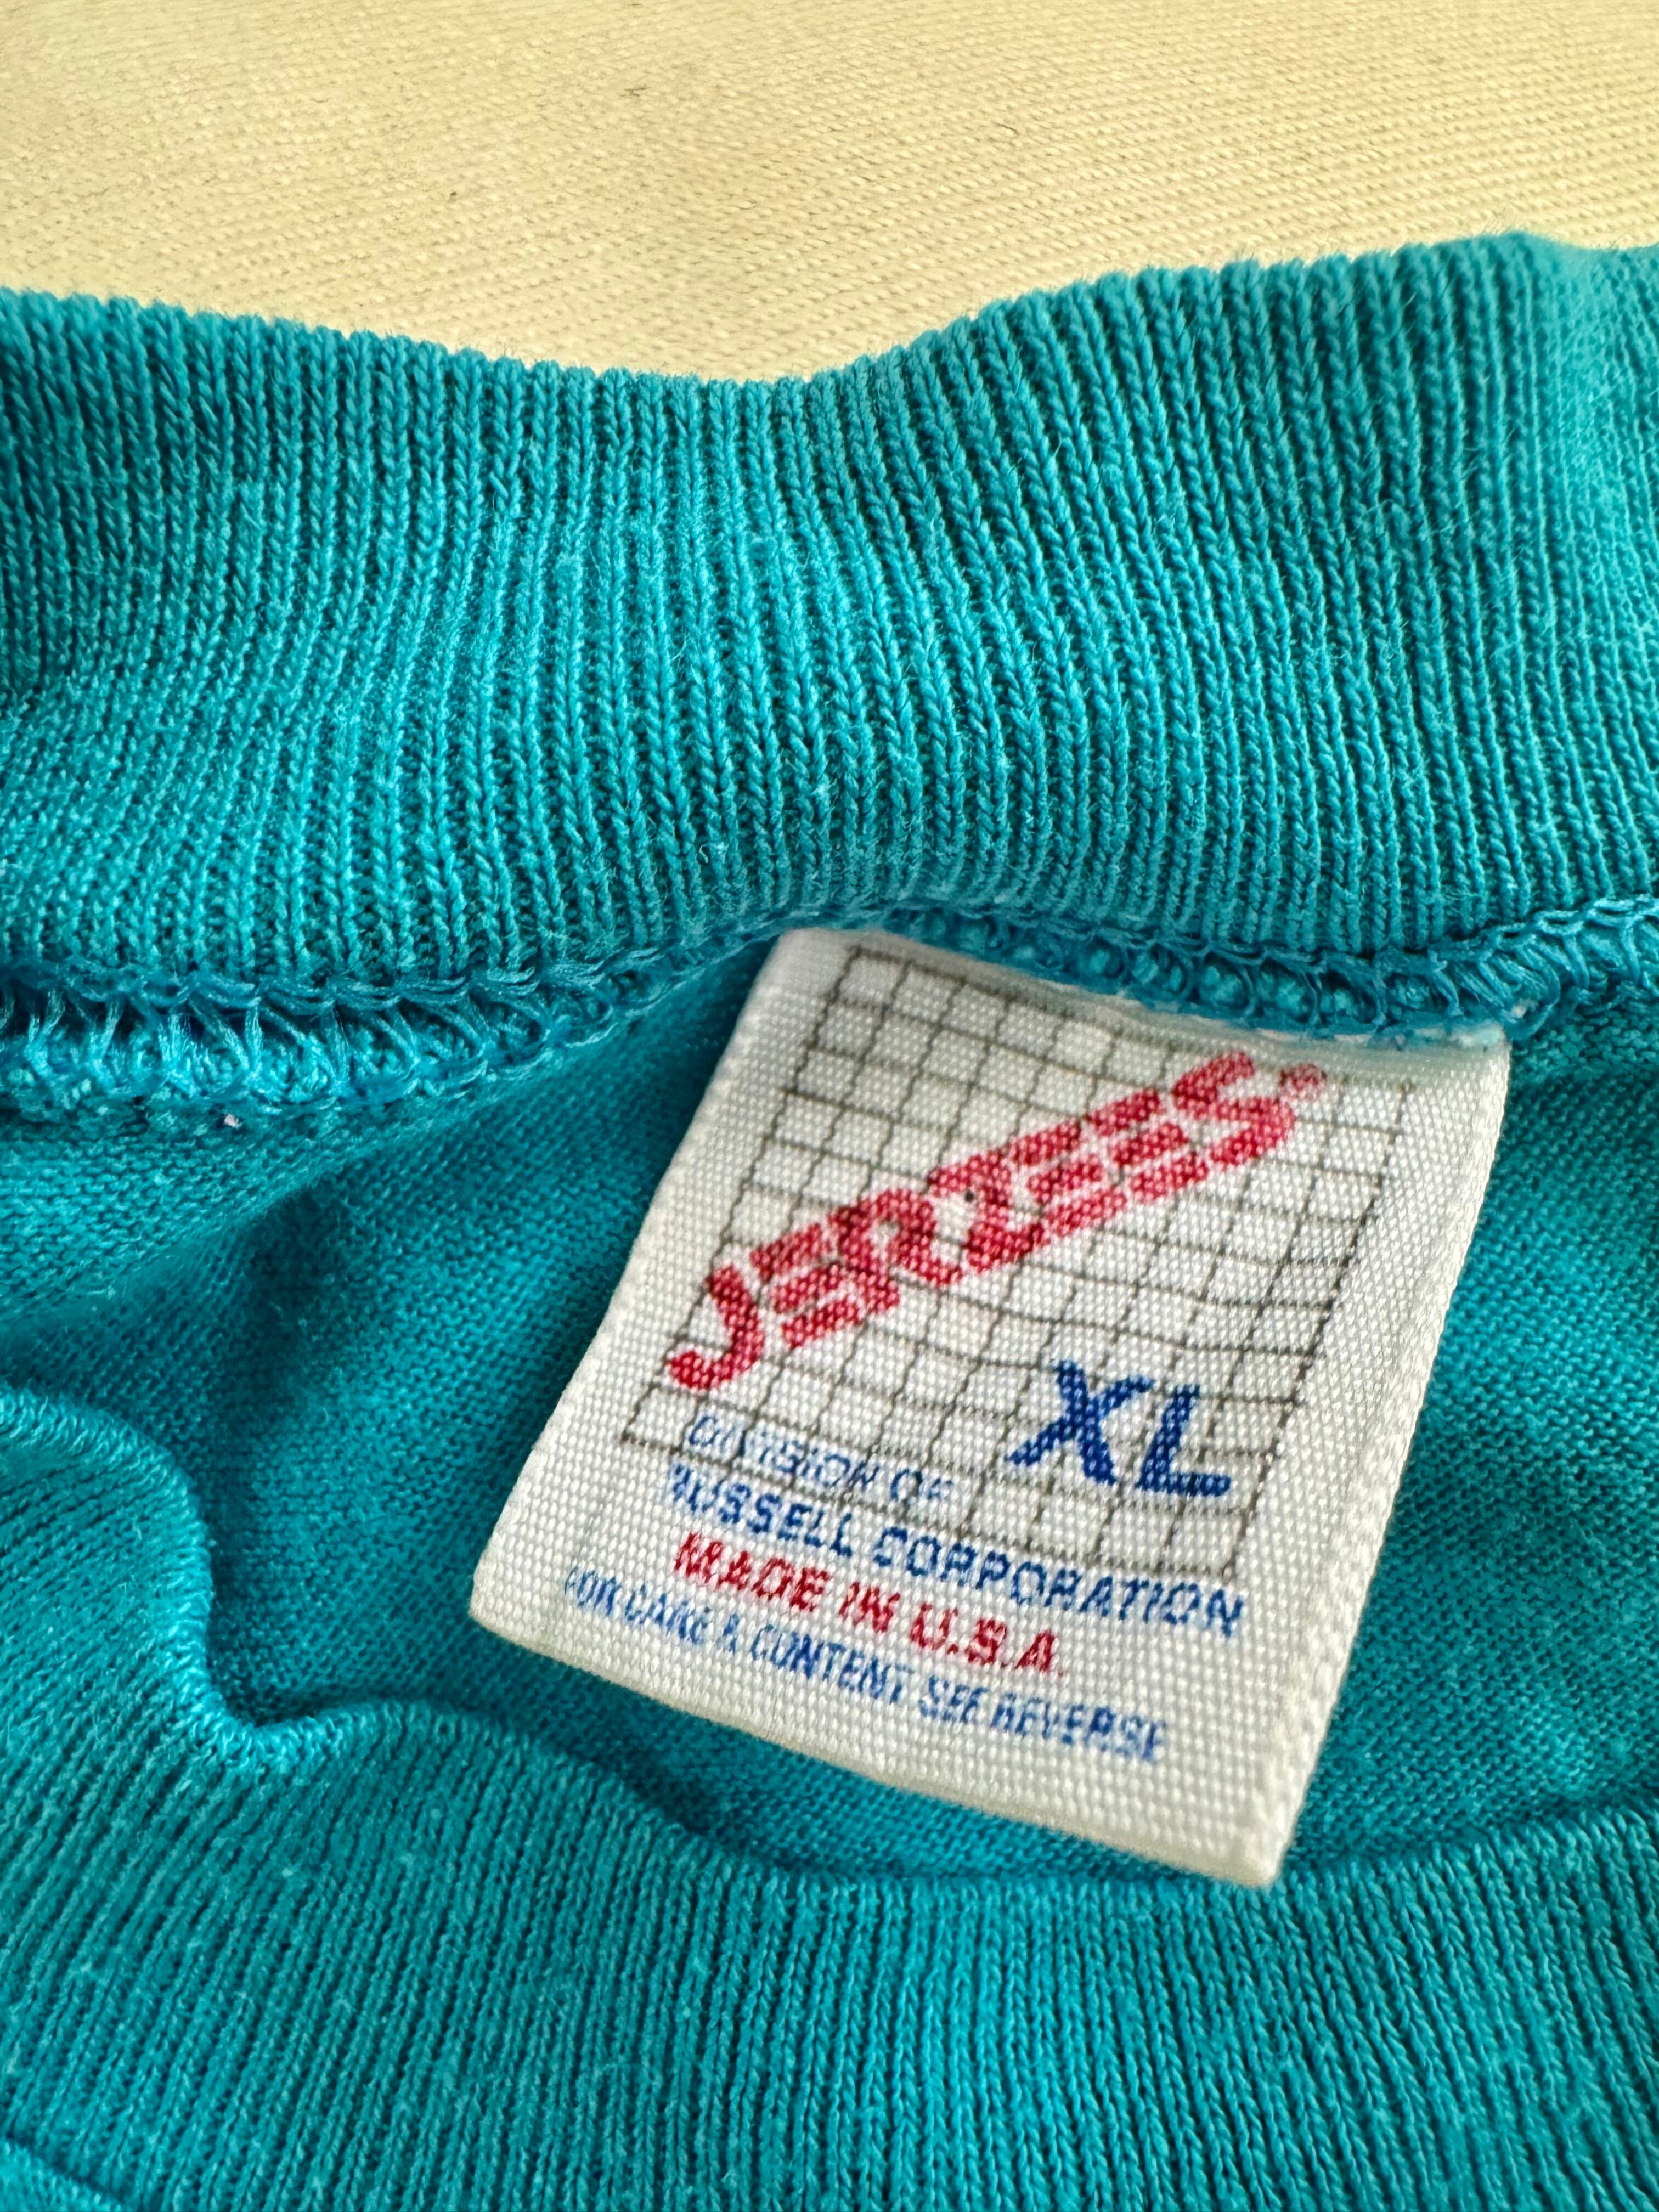 JERZEES®
XL
DIVISION OF
RUSSELL CORPORATION
MADE IN U.S.A.
FOR CARE & CONTENT SEE REVERSE